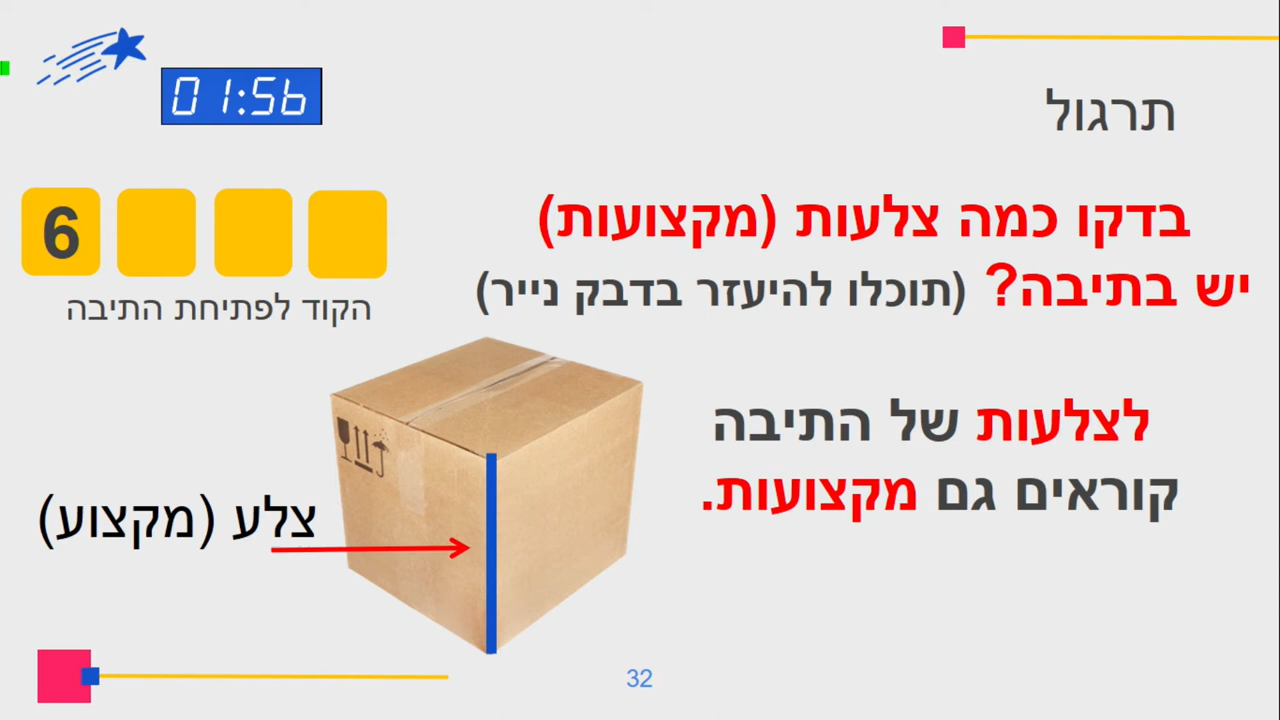 01:56
תרגול
6
הקוד לפתיחת התיבה
בדקו כמה צלעות (מקצועות)
יש בתיבה? (תוכלו להיעזר בדבק נייר)
לצלעות של התיבה
קוראים גם מקצועות.
צלע (מקצוע)
32